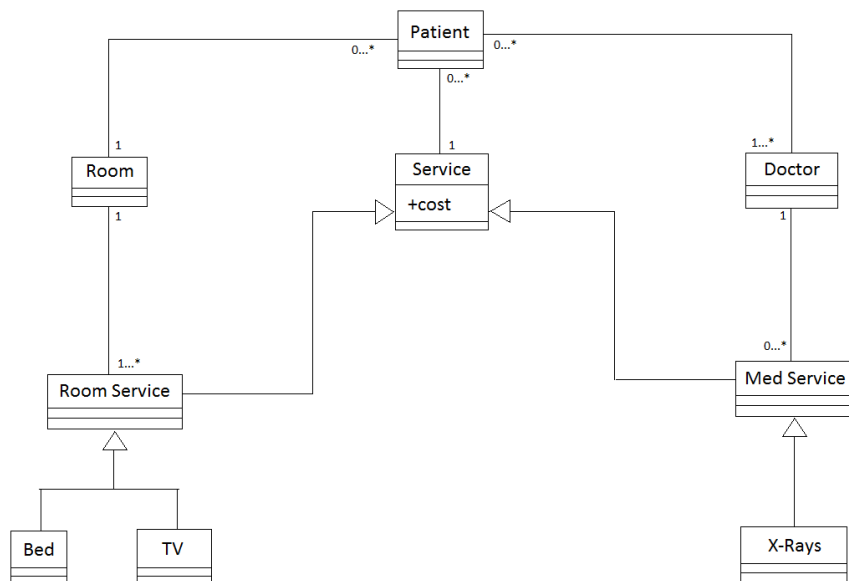 Patient
0...*
0...*
0...*
1
1
1...*
Room
Service
Doctor
+cost
1
1
1...*
0...*
Room Service
Med Service
Bed
TV
X-Rays